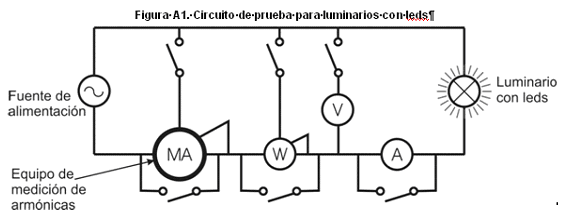 Figura A1. Circuito de prueba para luminarios con leds¶
Fuente de
alimentación
V
Luminario
con leds
MA
W
A
Equipo de
medición de
armónicas